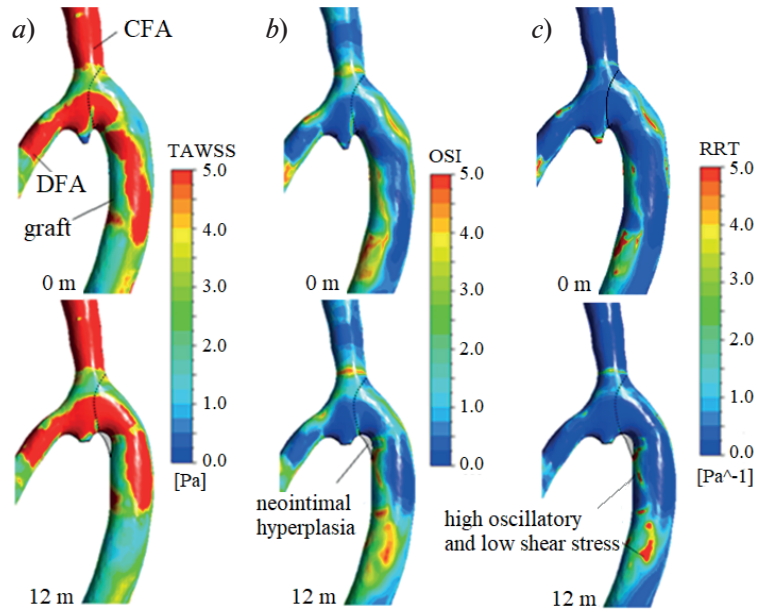 a)
CFA
TAWSS
5.0
4.0
3.0
2.0
1.0
0.0
[Pa]
DFA
graft
0 m
12 m
b)
OSI
5.0
4.0
3.0
2.0
1.0
0.0
0 m
neointimal
hyperplasia
12 m
c)
RRT
5.0
4.0
3.0
2.0
1.0
0.0
[Pa^-1]
0 m
high oscillatory
and low shear stress
12 m